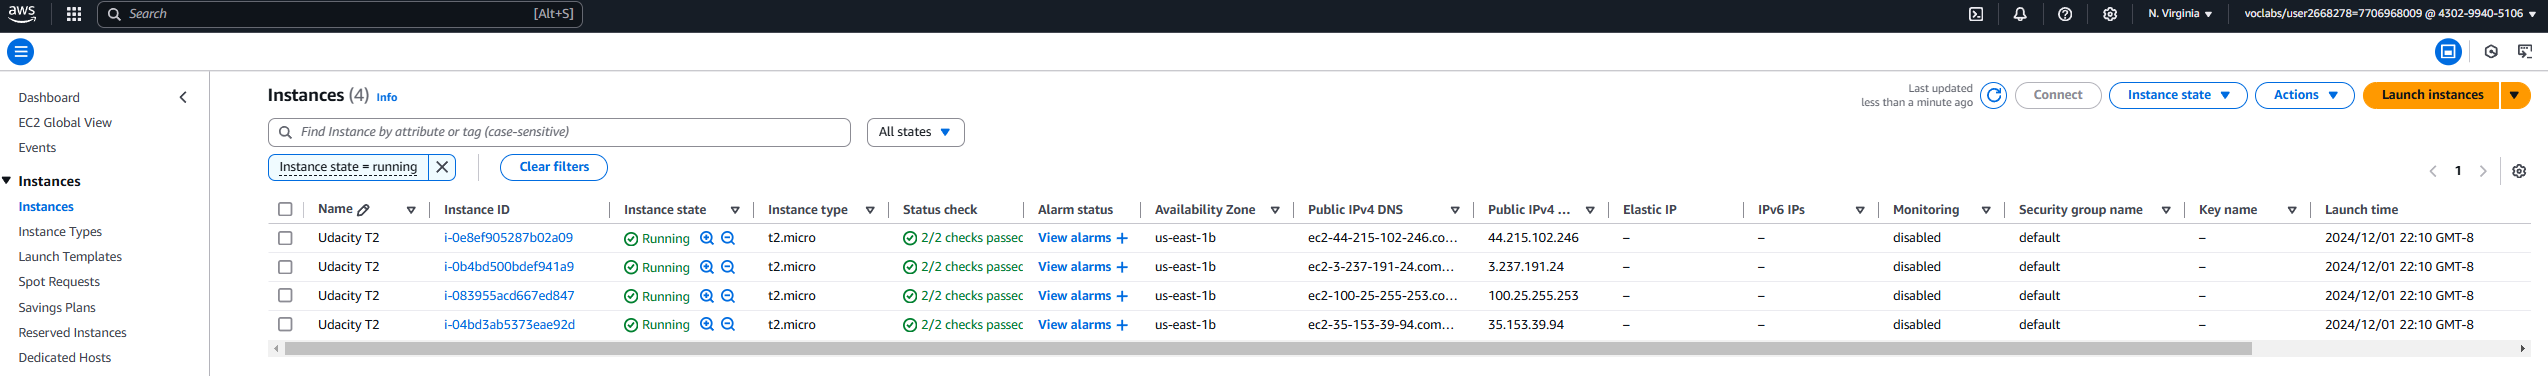 aws Search [Alt+S] N. Virginia voclabs/user2668278=7706968009 @ 4302-9940-5106
Dashboard
EC2 Global View
Events
Instances
Instances
Instance Types
Launch Templates
Spot Requests
Savings Plans
Reserved Instances
Dedicated Hosts
Instances (4) Info
Last updated
less than a minute ago
Connect Instance state Actions Launch instances
Find Instance by attribute or tag (case-sensitive) All states
Instance state = running Clear filters
1
Name Instance ID Instance state Instance type Status check Alarm status Availability Zone Public IPv4 DNS Public IPv4 ... Elastic IP IPv6 IPs Monitoring Security group name Key name Launch time
Udacity T2 i-0e8ef905287b02a09 Running t2.micro 2/2 checks passec View alarms + us-east-1b ec2-44-215-102-246.co... 44.215.102.246 – – disabled default – 2024/12/01 22:10 GMT-8
Udacity T2 i-0b4bd500bdef941a9 Running t2.micro 2/2 checks passec View alarms + us-east-1b ec2-3-237-191-24.com... 3.237.191.24 – – disabled default – 2024/12/01 22:10 GMT-8
Udacity T2 i-083955acd667ed847 Running t2.micro 2/2 checks passec View alarms + us-east-1b ec2-100-25-255-253.co... 100.25.255.253 – – disabled default – 2024/12/01 22:10 GMT-8
Udacity T2 i-04bd3ab5373eae92d Running t2.micro 2/2 checks passec View alarms + us-east-1b ec2-35-153-39-94.com... 35.153.39.94 – – disabled default – 2024/12/01 22:10 GMT-8